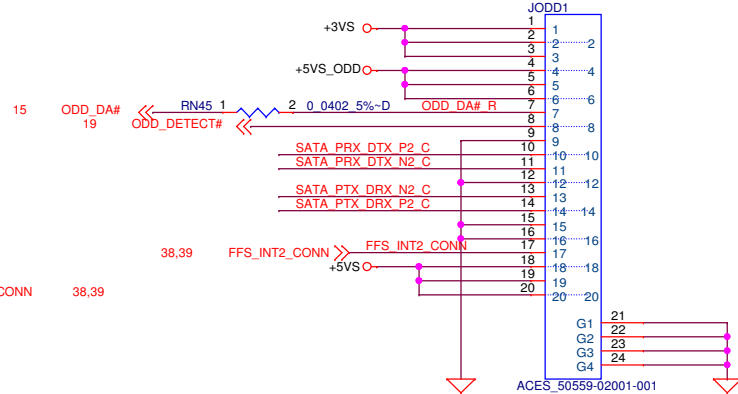 JODD1
+3VS 1 1
2 2 2
3 3
+5VS_ODD 4 4 4
5 5
6 6 6
15 ODD_DA# RN45 1 2 0_0402_5%~D ODD_DA#_R 7 7
19 ODD_DETECT# 8 8 8
9 9
SATA_PRX_DTX_P2_C 10 10 10
SATA_PRX_DTX_N2_C 11 11
12 12 12
SATA_PTX_DRX_N2_C 13 13
SATA_PTX_DRX_P2_C 14 14 14
15 15
16 16 16
38,39 FFS_INT2_CONN FFS_INT2_CONN 17 17
+5VS 18 18 18
19 19
CONN 38,39 20 20 20
G1 21
G2 22
G3 23
G4 24
ACES_50559-02001-001